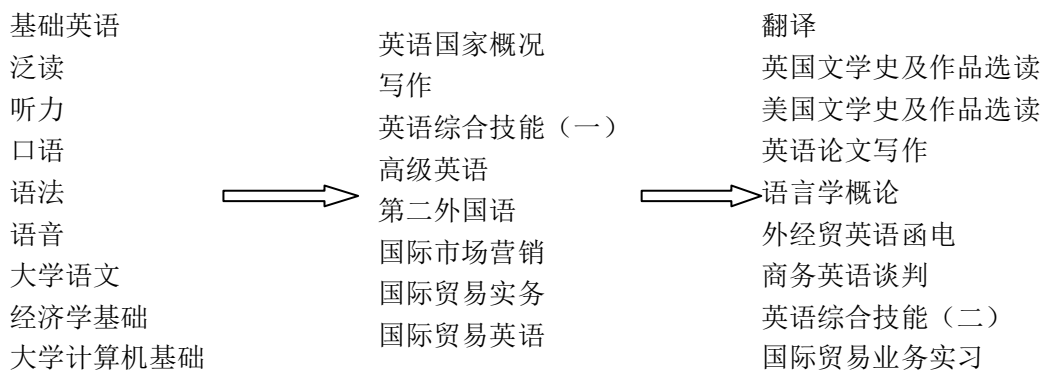 基础英语
泛读
听力
口语
语法
语音
大学语文
经济学基础
大学计算机基础
英语国家概况
写作
英语综合技能（一）
高级英语
第二外国语
国际市场营销
国际贸易实务
国际贸易英语
翻译
英国文学史及作品选读
美国文学史及作品选读
英语论文写作
语言学概论
外经贸英语函电
商务英语谈判
英语综合技能（二）
国际贸易业务实习